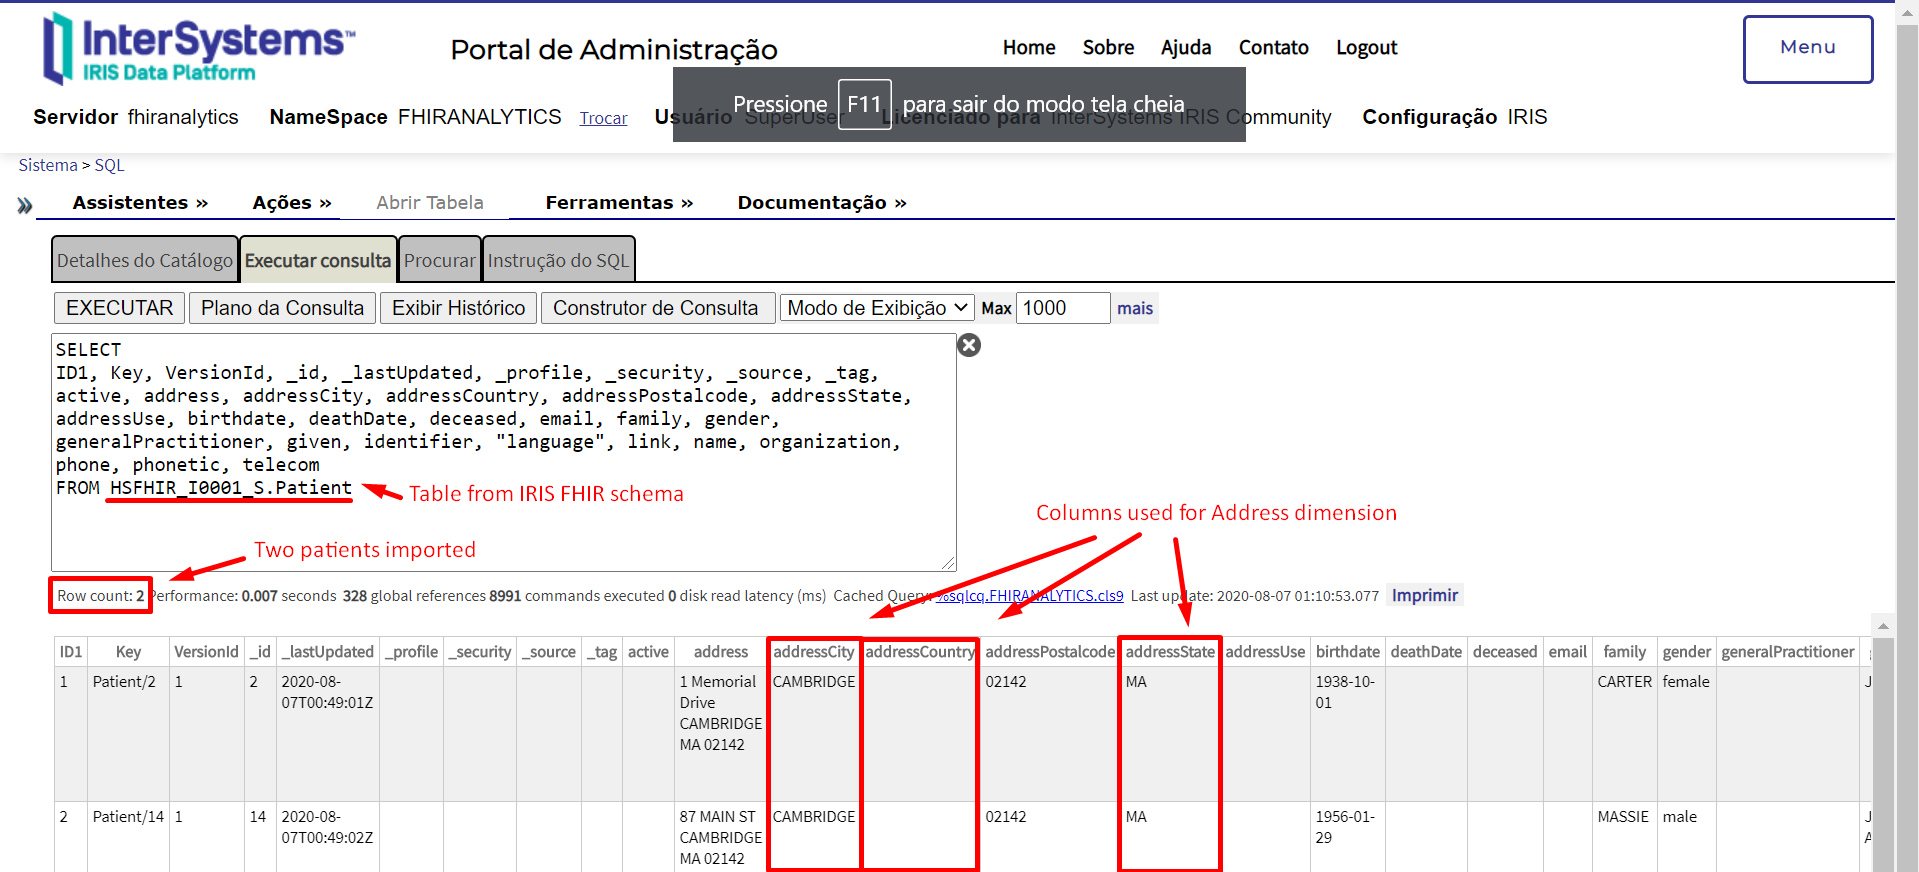 InterSystems™
IRIS Data Platform
Portal de Administração
Home Sobre Ajuda Contato Logout
Menu
Pressione F11 para sair do modo tela cheia
Servidor fhiranalytics NameSpace FHIRANALYTICS Trocar Usuário SuperUser Licenciado para InterSystems IRIS Community Configuração IRIS
Sistema > SQL
» Assistentes » Ações » Abrir Tabela Ferramentas » Documentação »
Detalhes do Catálogo Executar consulta Procurar Instrução do SQL
EXECUTAR Plano da Consulta Exibir Histórico Construtor de Consulta Modo de Exibição Max 1000 mais
SELECT
ID1, Key, VersionId, _id, _lastUpdated, _profile, _security, _source, _tag,
active, address, addressCity, addressCountry, addressPostalcode, addressState,
addressUse, birthdate, deathDate, deceased, email, family, gender,
generalPractitioner, given, identifier, "language", link, name, organization,
phone, phonetic, telecom
FROM HSFHIR_I0001_S.Patient
Table from IRIS FHIR schema
Columns used for Address dimension
Two patients imported
Row count: 2 Performance: 0.007 seconds 328 global references 8991 commands executed 0 disk read latency (ms) Cached Query: %sqlcq.FHIRANALYTICS.cls9 Last update: 2020-08-07 01:10:53.077 Imprimir
ID1 Key VersionId _id _lastUpdated _profile _security _source _tag active address addressCity addressCountry addressPostalcode addressState addressUse birthdate deathDate deceased email family gender generalPractitioner
1 Patient/2 1 2 2020-08- 1 Memorial CAMBRIDGE 02142 MA 1938-10- CARTER female J
07T00:49:01Z Drive 01
CAMBRIDGE
MA 02142
2 Patient/14 1 14 2020-08- 87 MAIN ST CAMBRIDGE 02142 MA 1956-01- MASSIE male J
07T00:49:02Z CAMBRIDGE 29 A
MA 02142